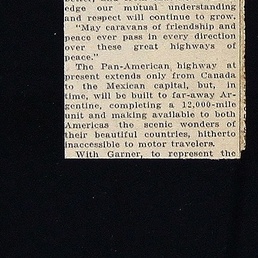 edge our mutual understanding
and respect will continue to grow.
"May caravans of friendship and
peace ever pass in every direction
over these great highways of
peace."
The Pan-American highway at
present extends only from Canada
to the Mexican capital, but, in
time, will be built to far-away Ar-
gentine, completing a 12,000-mile
unit and making available to both
Americas the scenic wonders of
their beautiful countries, hitherto
inaccessible to motor travelers.
With Garner, to represent the